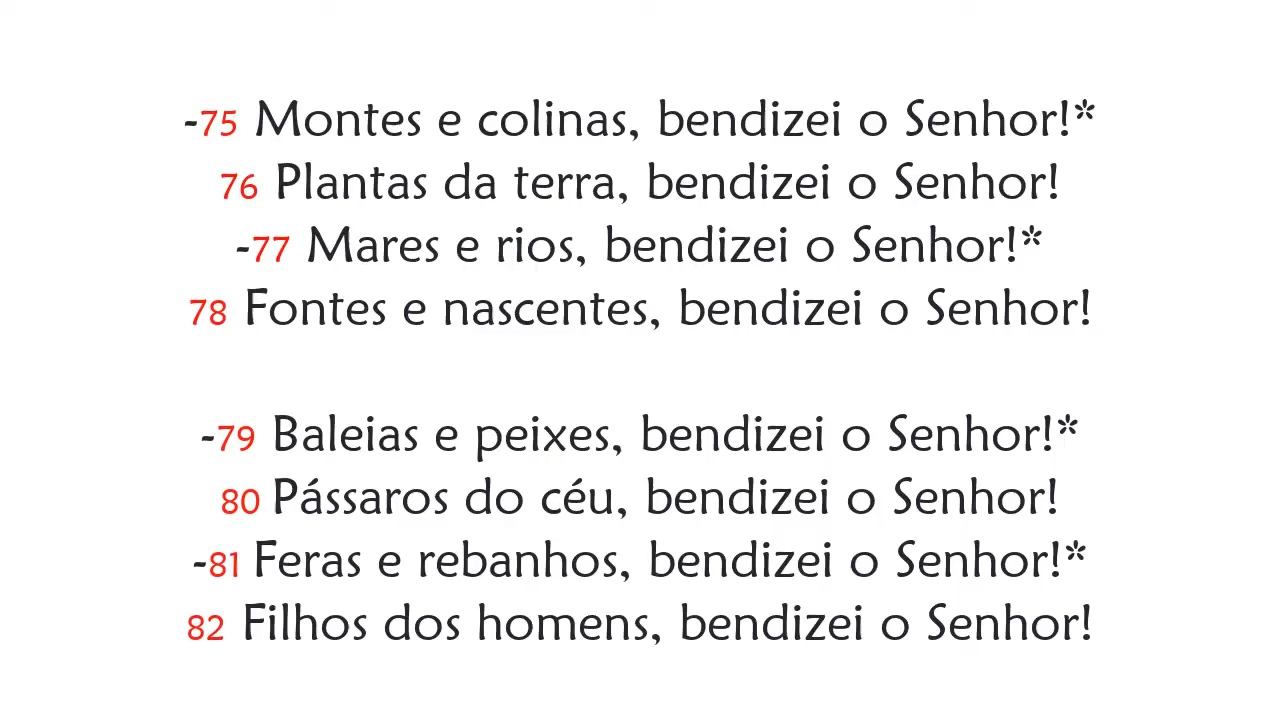 -75 Montes e colinas, bendizei o Senhor!*
76 Plantas da terra, bendizei o Senhor!
-77 Mares e rios, bendizei o Senhor!*
78 Fontes e nascentes, bendizei o Senhor!
-79 Baleias e peixes, bendizei o Senhor!*
80 Pássaros do céu, bendizei o Senhor!
-81 Feras e rebanhos, bendizei o Senhor!*
82 Filhos dos homens, bendizei o Senhor!